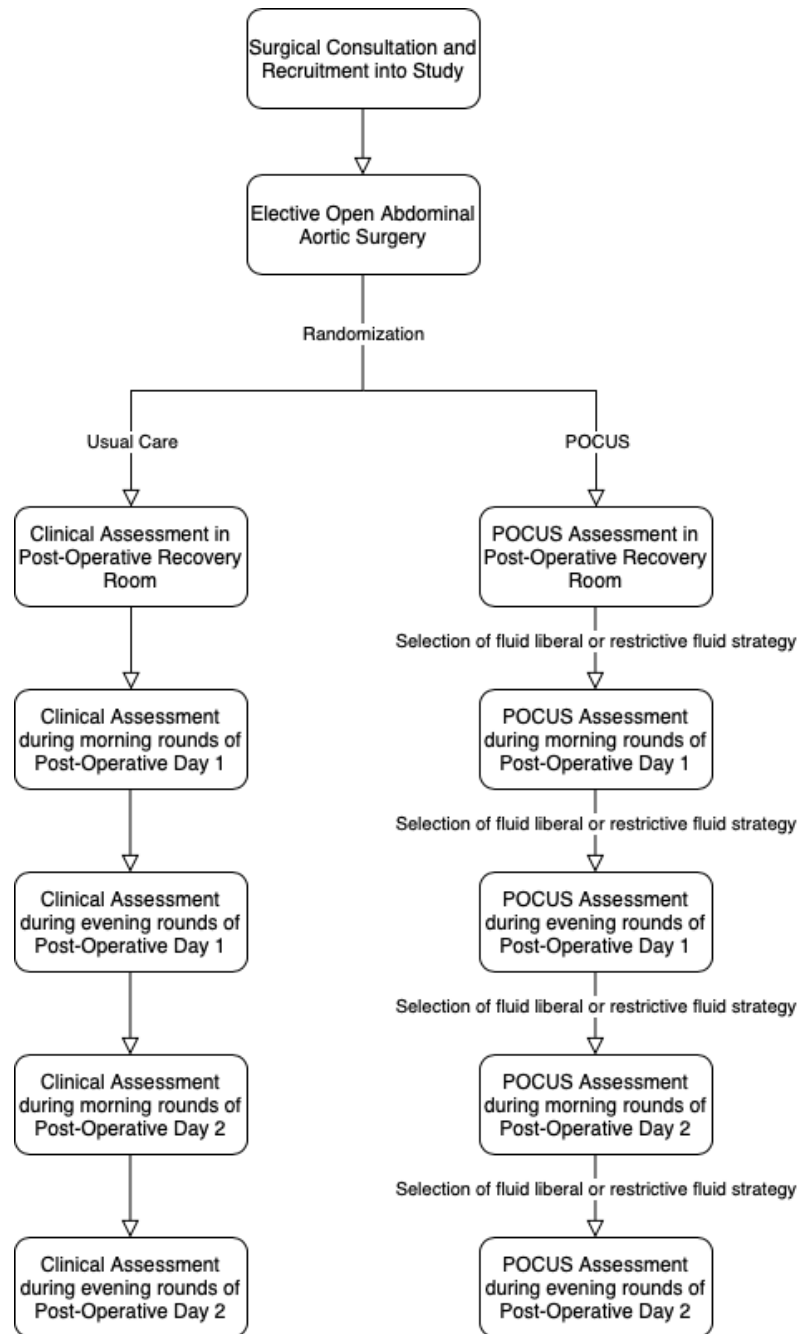 Surgical Consultation and
Recruitment into Study
Elective Open Abdominal
Aortic Surgery
Randomization
Usual Care
POCUS
Clinical Assessment in
Post-Operative Recovery
Room
POCUS Assessment in
Post-Operative Recovery
Room
Selection of fluid liberal or restrictive fluid strategy
Clinical Assessment
during morning rounds of
Post-Operative Day 1
POCUS Assessment
during morning rounds of
Post-Operative Day 1
Selection of fluid liberal or restrictive fluid strategy
Clinical Assessment
during evening rounds of
Post-Operative Day 1
POCUS Assessment
during evening rounds of
Post-Operative Day 1
Selection of fluid liberal or restrictive fluid strategy
Clinical Assessment
during morning rounds of
Post-Operative Day 2
POCUS Assessment
during morning rounds of
Post-Operative Day 2
Selection of fluid liberal or restrictive fluid strategy
Clinical Assessment
during evening rounds of
Post-Operative Day 2
POCUS Assessment
during evening rounds of
Post-Operative Day 2